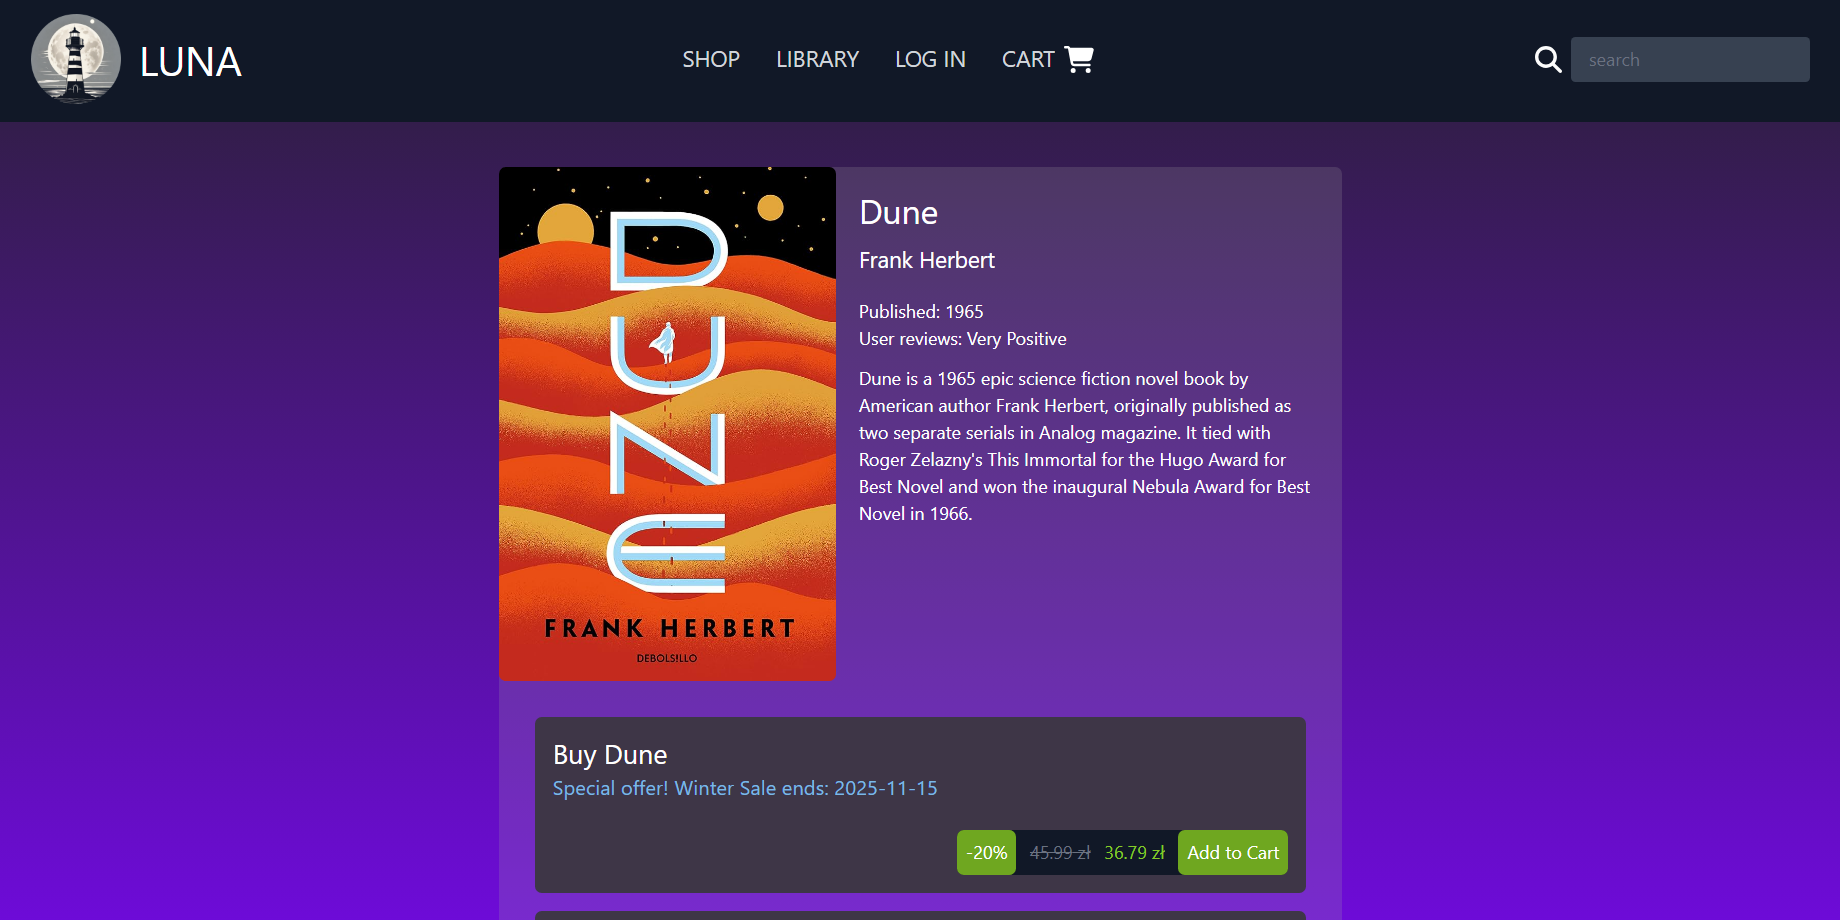 LUNA
SHOP LIBRARY LOG IN CART
search
DUNE
FRANK HERBERT
DEBOLS!LLO
Dune
Frank Herbert
Published: 1965
User reviews: Very Positive
Dune is a 1965 epic science fiction novel book by
American author Frank Herbert, originally published as
two separate serials in Analog magazine. It tied with
Roger Zelazny's This Immortal for the Hugo Award for
Best Novel and won the inaugural Nebula Award for Best
Novel in 1966.
Buy Dune
Special offer! Winter Sale ends: 2025-11-15
-20% 45.99 zł 36.79 zł Add to Cart